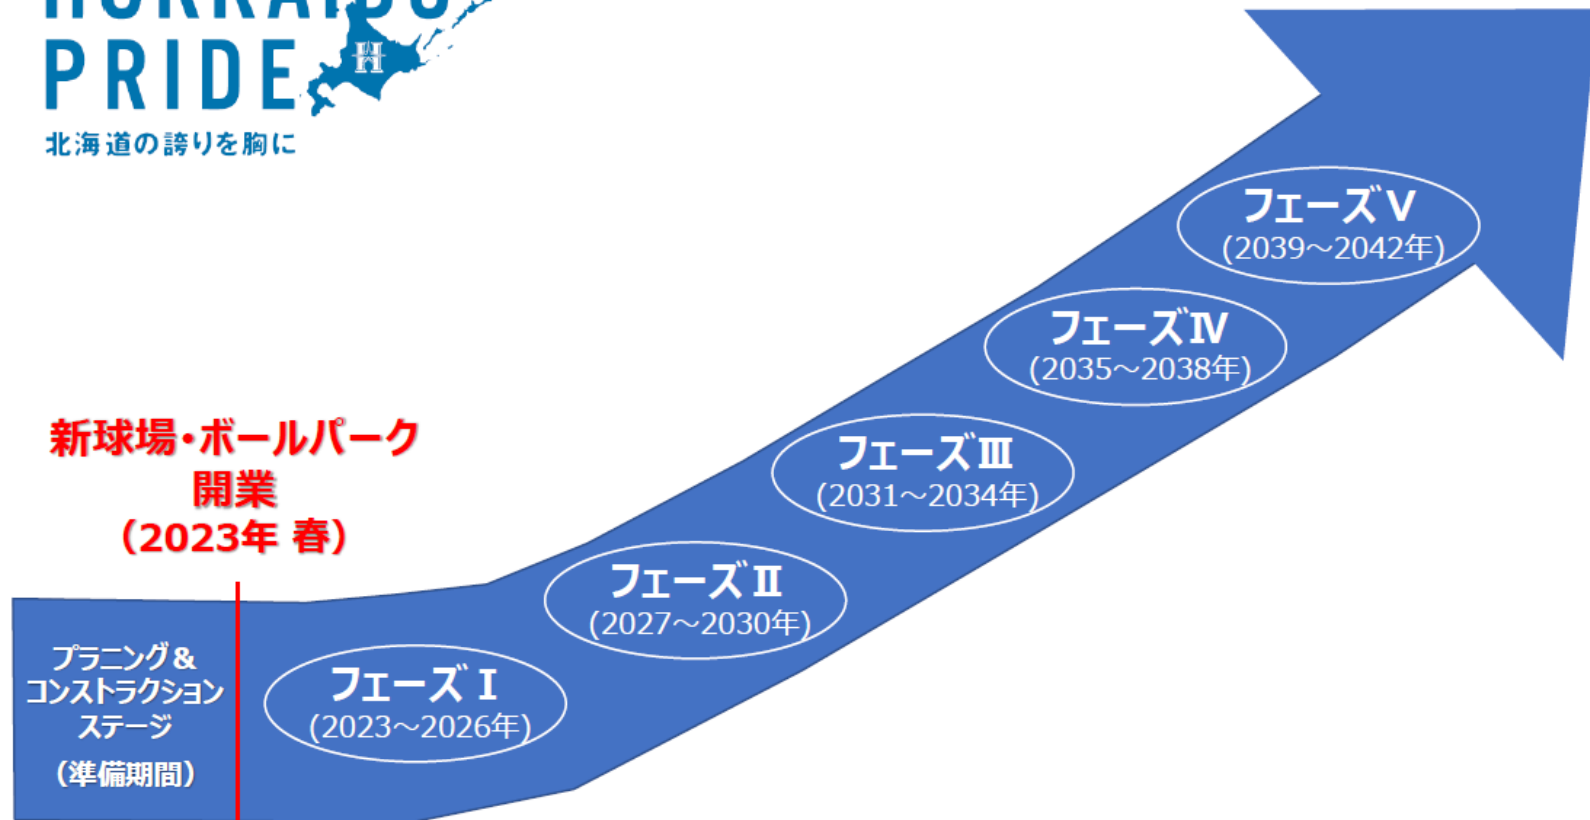 HOKKAIDO
PRIDE
北海道の誇りを胸に
新球場・ボールパーク
開業
（2023年 春）
プラニング＆
コンストラクション
ステージ
（準備期間）
フェーズⅠ
(2023～2026年)
フェーズⅡ
(2027～2030年)
フェーズⅢ
(2031～2034年)
フェーズⅣ
(2035～2038年)
フェーズⅤ
(2039～2042年)